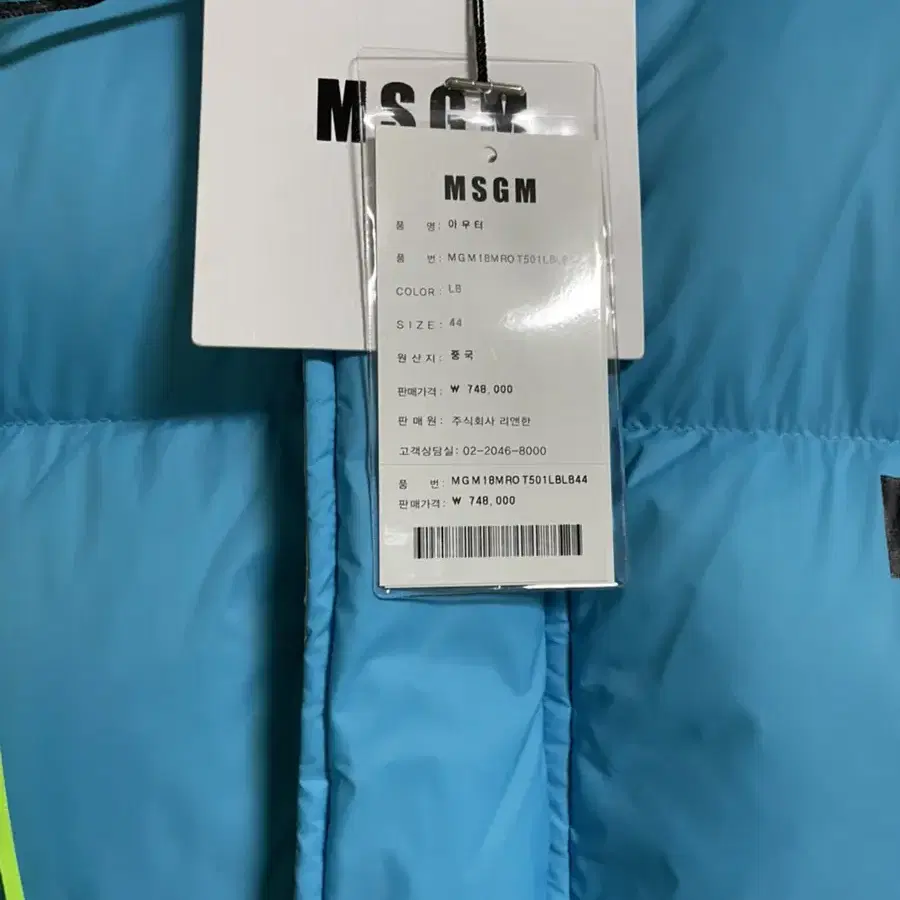 MSGM
MSGM
품 명: 아우터
품 번: MGM18MROT501LBLB
COLOR: LB
SIZE: 44
원산지: 중국
판매가격: ₩ 748,000
판 매 원: 주식회사 리앤한
고객상담실: 02-2046-8000
품 번: MGM18MROT501LBLB44
판매가격: ₩ 748,000